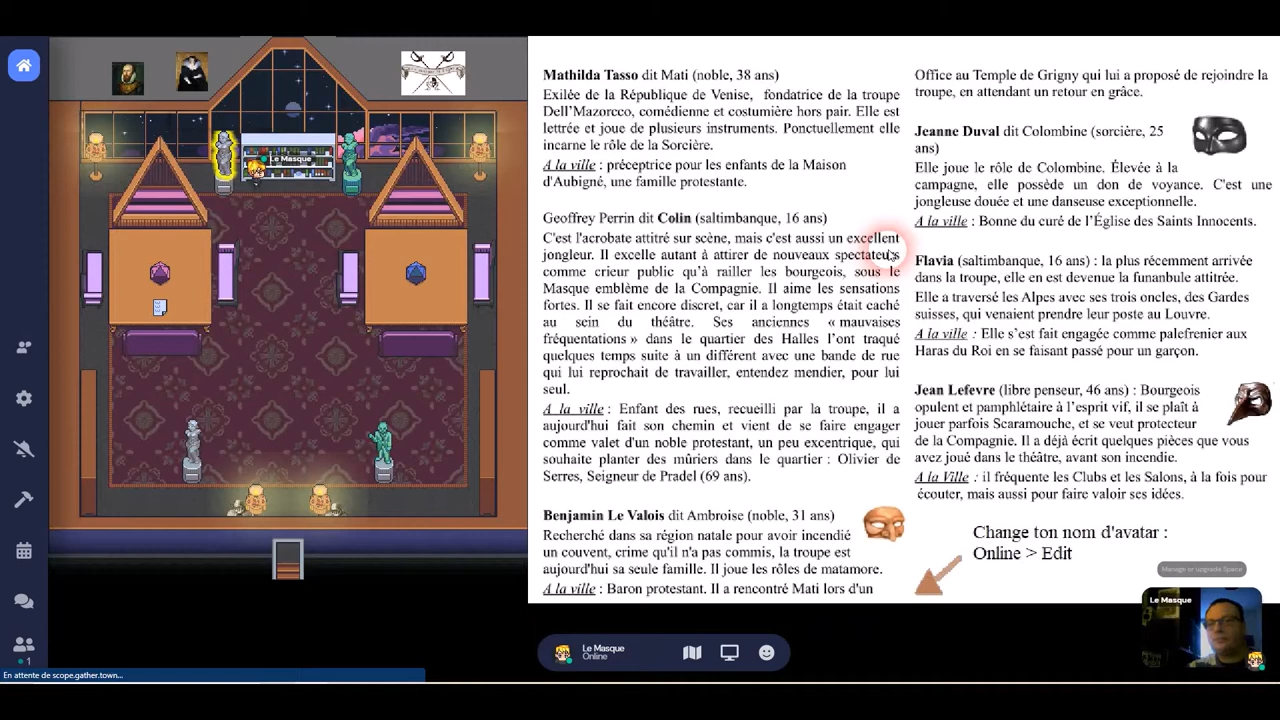 Mathilda Tasso dit Mati (noble, 38 ans)
Exilée de la République de Venise, fondatrice de la troupe
Dell’Mazorcco, comédienne et costumière hors pair. Elle est
lettrée et joue de plusieurs instruments. Ponctuellement elle
incarne le rôle de la Sorcière.
A la ville : préceptrice pour les enfants de la Maison
d'Aubigné, une famille protestante.
Geoffrey Perrin dit Colin (saltimbanque, 16 ans)
C'est l'acrobate attitré sur scène, mais c'est aussi un excellent
jongleur. Il excelle autant à attirer de nouveaux spectateurs
comme crieur public qu’à railler les bourgeois, sous le
Masque emblème de la Compagnie. Il aime les sensations
fortes. Il se fait encore discret, car il a longtemps était caché
au sein du théâtre. Ses anciennes « mauvaises
fréquentations » dans le quartier des Halles l’ont traqué
quelques temps suite à un différent avec une bande de rue
qui lui reprochait de travailler, entendez mendier, pour lui
seul.
A la ville : Enfant des rues, recueilli par la troupe, il a
aujourd'hui fait son chemin et vient de se faire engager
comme valet d'un noble protestant, un peu excentrique, qui
souhaite planter des mûriers dans le quartier : Olivier de
Serres, Seigneur de Pradel (69 ans).
Benjamin Le Valois dit Ambroise (noble, 31 ans)
Recherché dans sa région natale pour avoir incendié
un couvent, crime qu'il n'a pas commis, la troupe est
aujourd'hui sa seule famille. Il joue les rôles de matamore.
A la ville : Baron protestant. Il a rencontré Mati lors d'un
Office au Temple de Grigny qui lui a proposé de rejoindre la
troupe, en attendant un retour en grâce.
Jeanne Duval dit Colombine (sorcière, 25
ans)
Elle joue le rôle de Colombine. Élevée à la
campagne, elle possède un don de voyance. C'est une
jongleuse douée et une danseuse exceptionnelle.
A la ville : Bonne du curé de l’Église des Saints Innocents.
Flavia (saltimbanque, 16 ans) : la plus récemment arrivée
dans la troupe, elle en est devenue la funambule attitrée.
Elle a traversé les Alpes avec ses trois oncles, des Gardes
suisses, qui venaient prendre leur poste au Louvre.
A la ville : Elle s’est fait engagée comme palefrenier aux
Haras du Roi en se faisant passé pour un garçon.
Jean Lefevre (libre penseur, 46 ans) : Bourgeois
opulent et pamphlétaire à l’esprit vif, il se plaît à
jouer parfois Scaramouche, et se veut protecteur
de la Compagnie. Il a déjà écrit quelques pièces que vous
avez joué dans le théâtre, avant son incendie.
A la Ville : il fréquente les Clubs et les Salons, à la fois pour
écouter, mais aussi pour faire valoir ses idées.
Change ton nom d'avatar :
Online > Edit
Manage or Upgrade Space
Le Masque
Le Masque
Le Masque
Online
1
En attente de scope.gather.town...